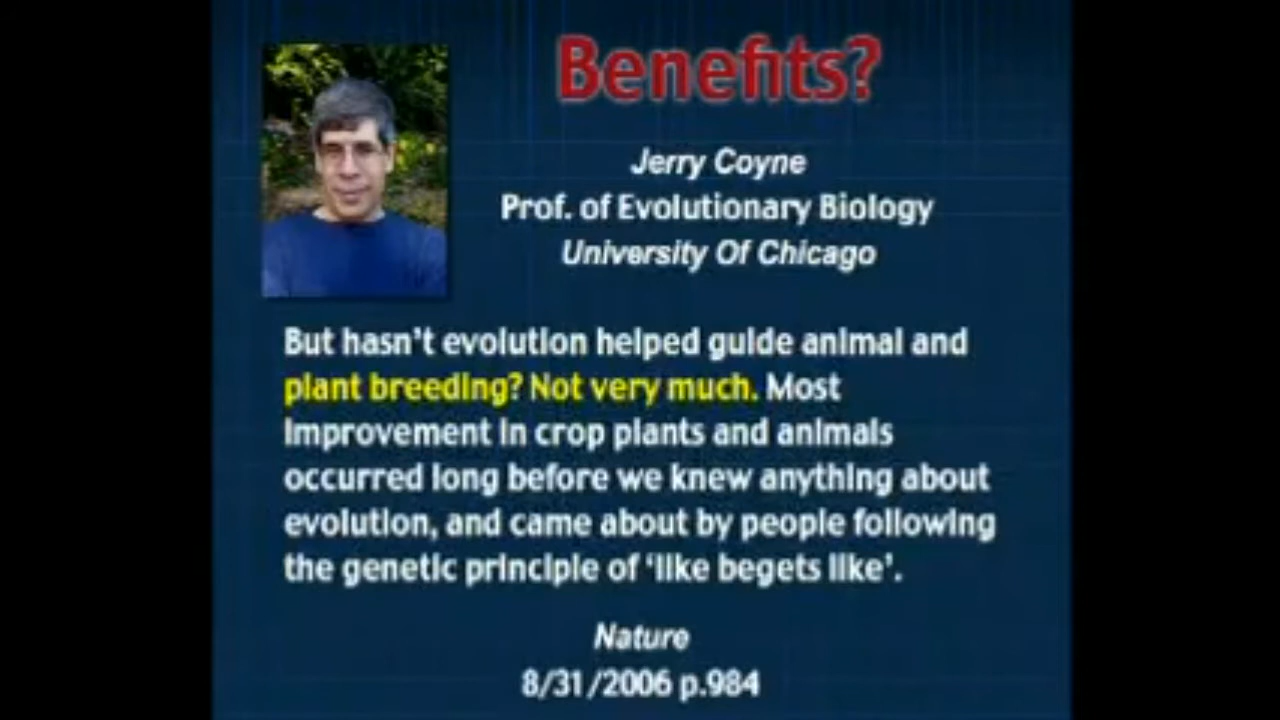 Benefits?
Jerry Coyne
Prof. of Evolutionary Biology
University Of Chicago
But hasn't evolution helped guide animal and
plant breeding? Not very much. Most
improvement in crop plants and animals
occurred long before we knew anything about
evolution, and came about by people following
the genetic principle of ‘like begets like’.
Nature
8/31/2006 p.984